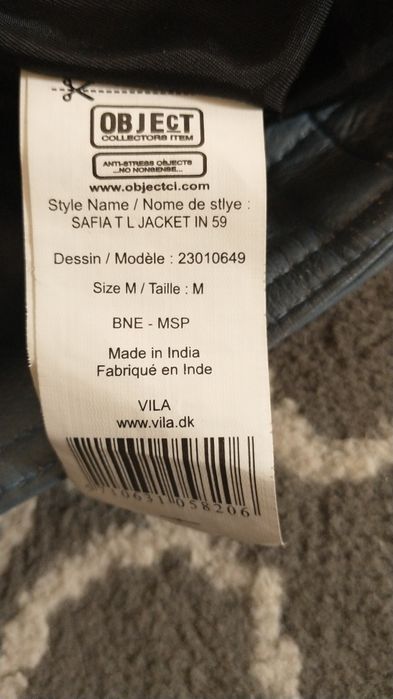 OBJECT
COLLECTORS ITEM
ANTI-STRESS OBJECTS
...NO NONSENSE...
www.objectci.com
Style Name / Nome de stlye :
SAFIA T L JACKET IN 59
Dessin / Modèle : 23010649
Size M / Taille : M
BNE - MSP
Made in India
Fabriqué en Inde
VILA
www.vila.dk
5710631058206